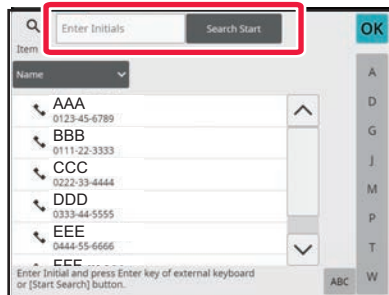 Enter Initials
Search Start
OK
Item
Name
AAA
0123-45-6789
BBB
0111-22-3333
CCC
0222-33-4444
DDD
0333-44-5555
EEE
0444-55-6666
Enter Initial and press Enter key of external keyboard
or [Start Search] button.
ABC
A
D
G
J
M
P
T
W